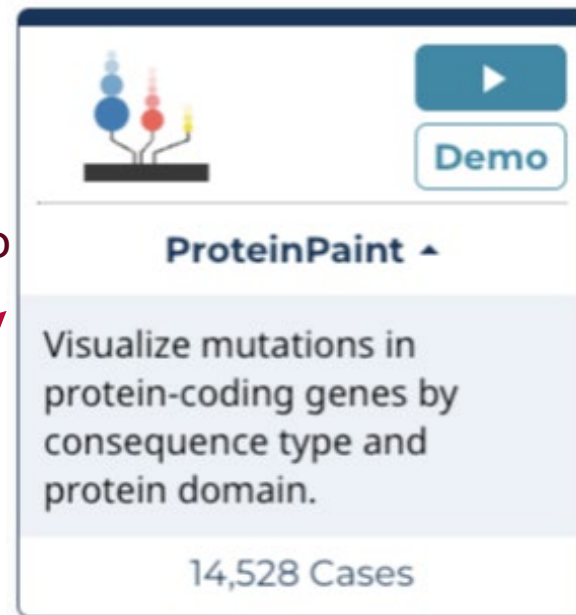 Demo
ProteinPaint
Visualize mutations in
protein-coding genes by
consequence type and
protein domain.
14,528 Cases